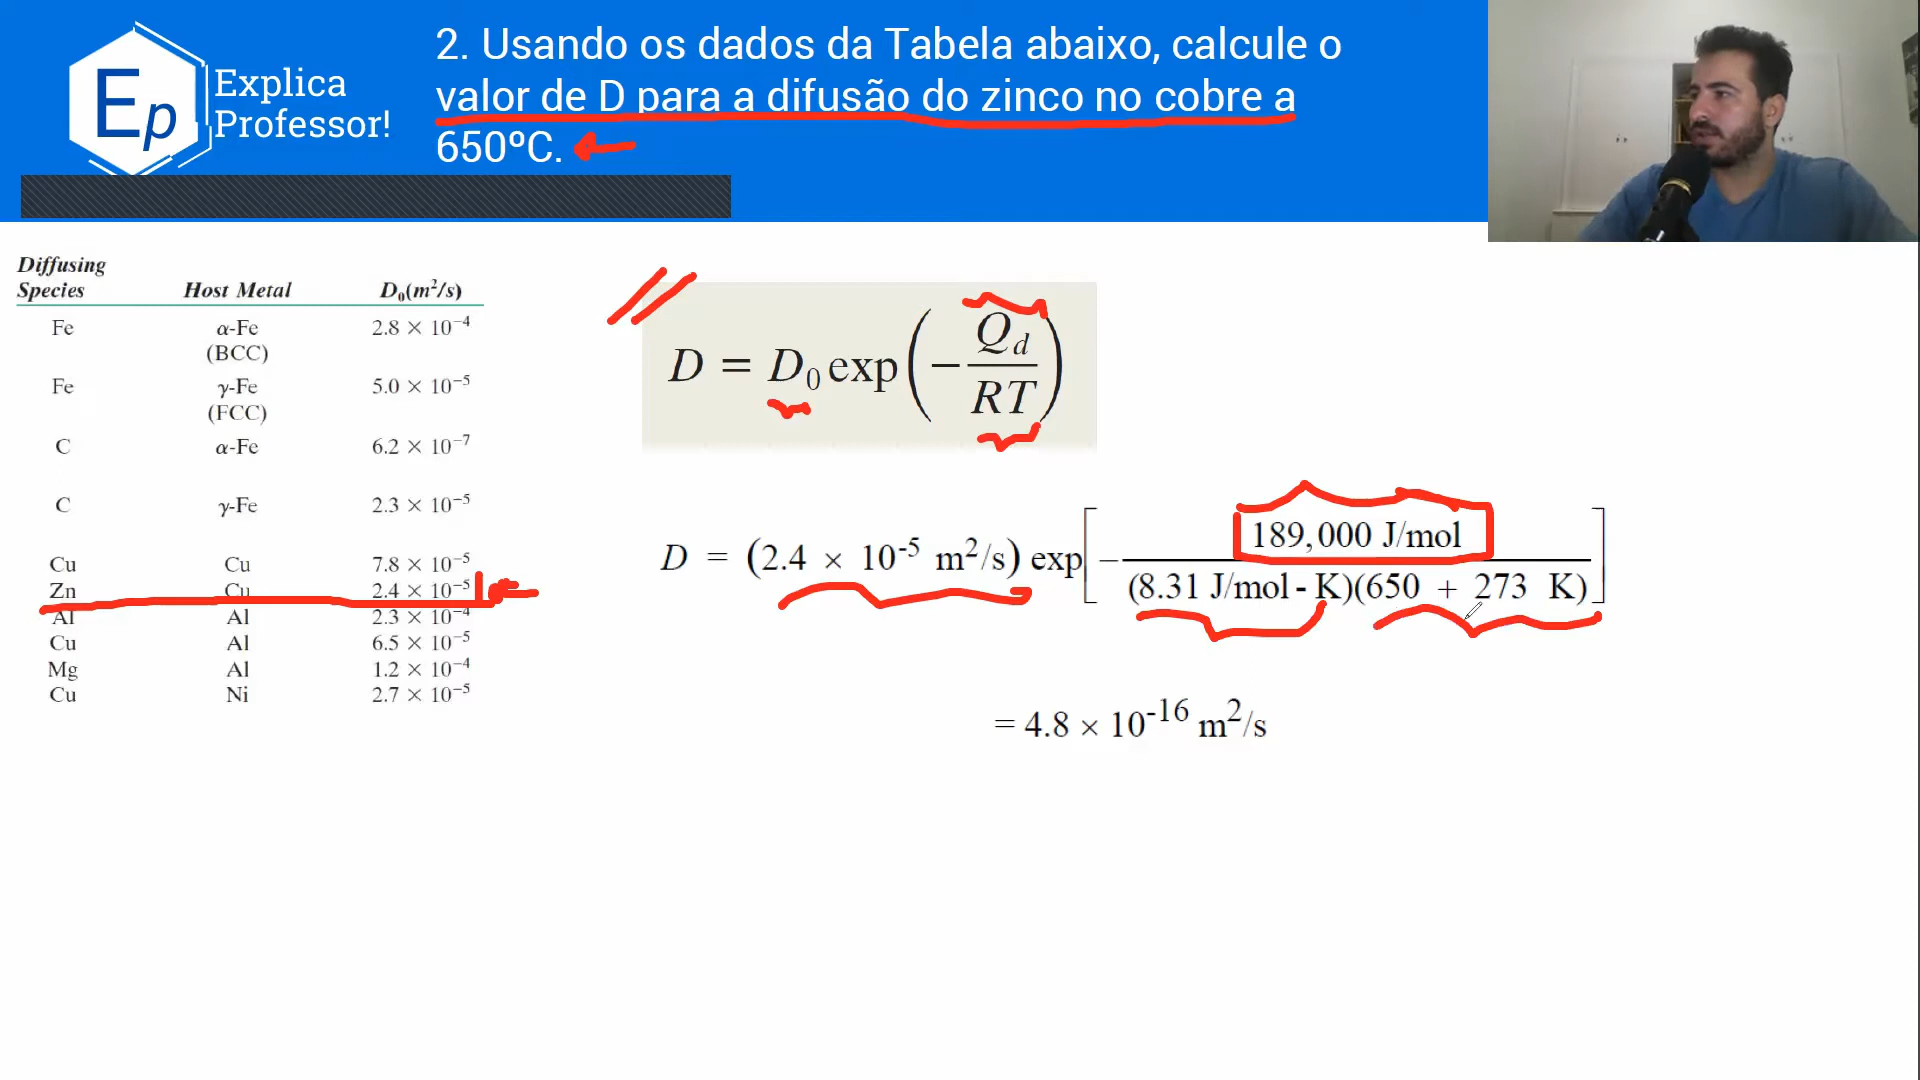 Ep
Explica
Professor!
2. Usando os dados da Tabela abaixo, calcule o
valor de D para a difusão do zinco no cobre a
650ºC.
Diffusing
Species Host Metal D₀(m²/s)
Fe α-Fe 2.8 × 10⁻⁴
(BCC)
Fe γ-Fe 5.0 × 10⁻⁵
(FCC)
C α-Fe 6.2 × 10⁻⁷
C γ-Fe 2.3 × 10⁻⁵
Cu Cu 7.8 × 10⁻⁵
Zn Cu 2.4 × 10⁻⁵
Al Al 2.3 × 10⁻⁴
Cu Al 6.5 × 10⁻⁵
Mg Al 1.2 × 10⁻⁴
Cu Ni 2.7 × 10⁻⁵
D = D₀ exp(−Q_d/RT)
D = (2.4 × 10⁻⁵ m²/s) exp[−189,000 J/mol/(8.31 J/mol-K)(650 + 273 K)]
= 4.8 × 10⁻¹⁶ m²/s